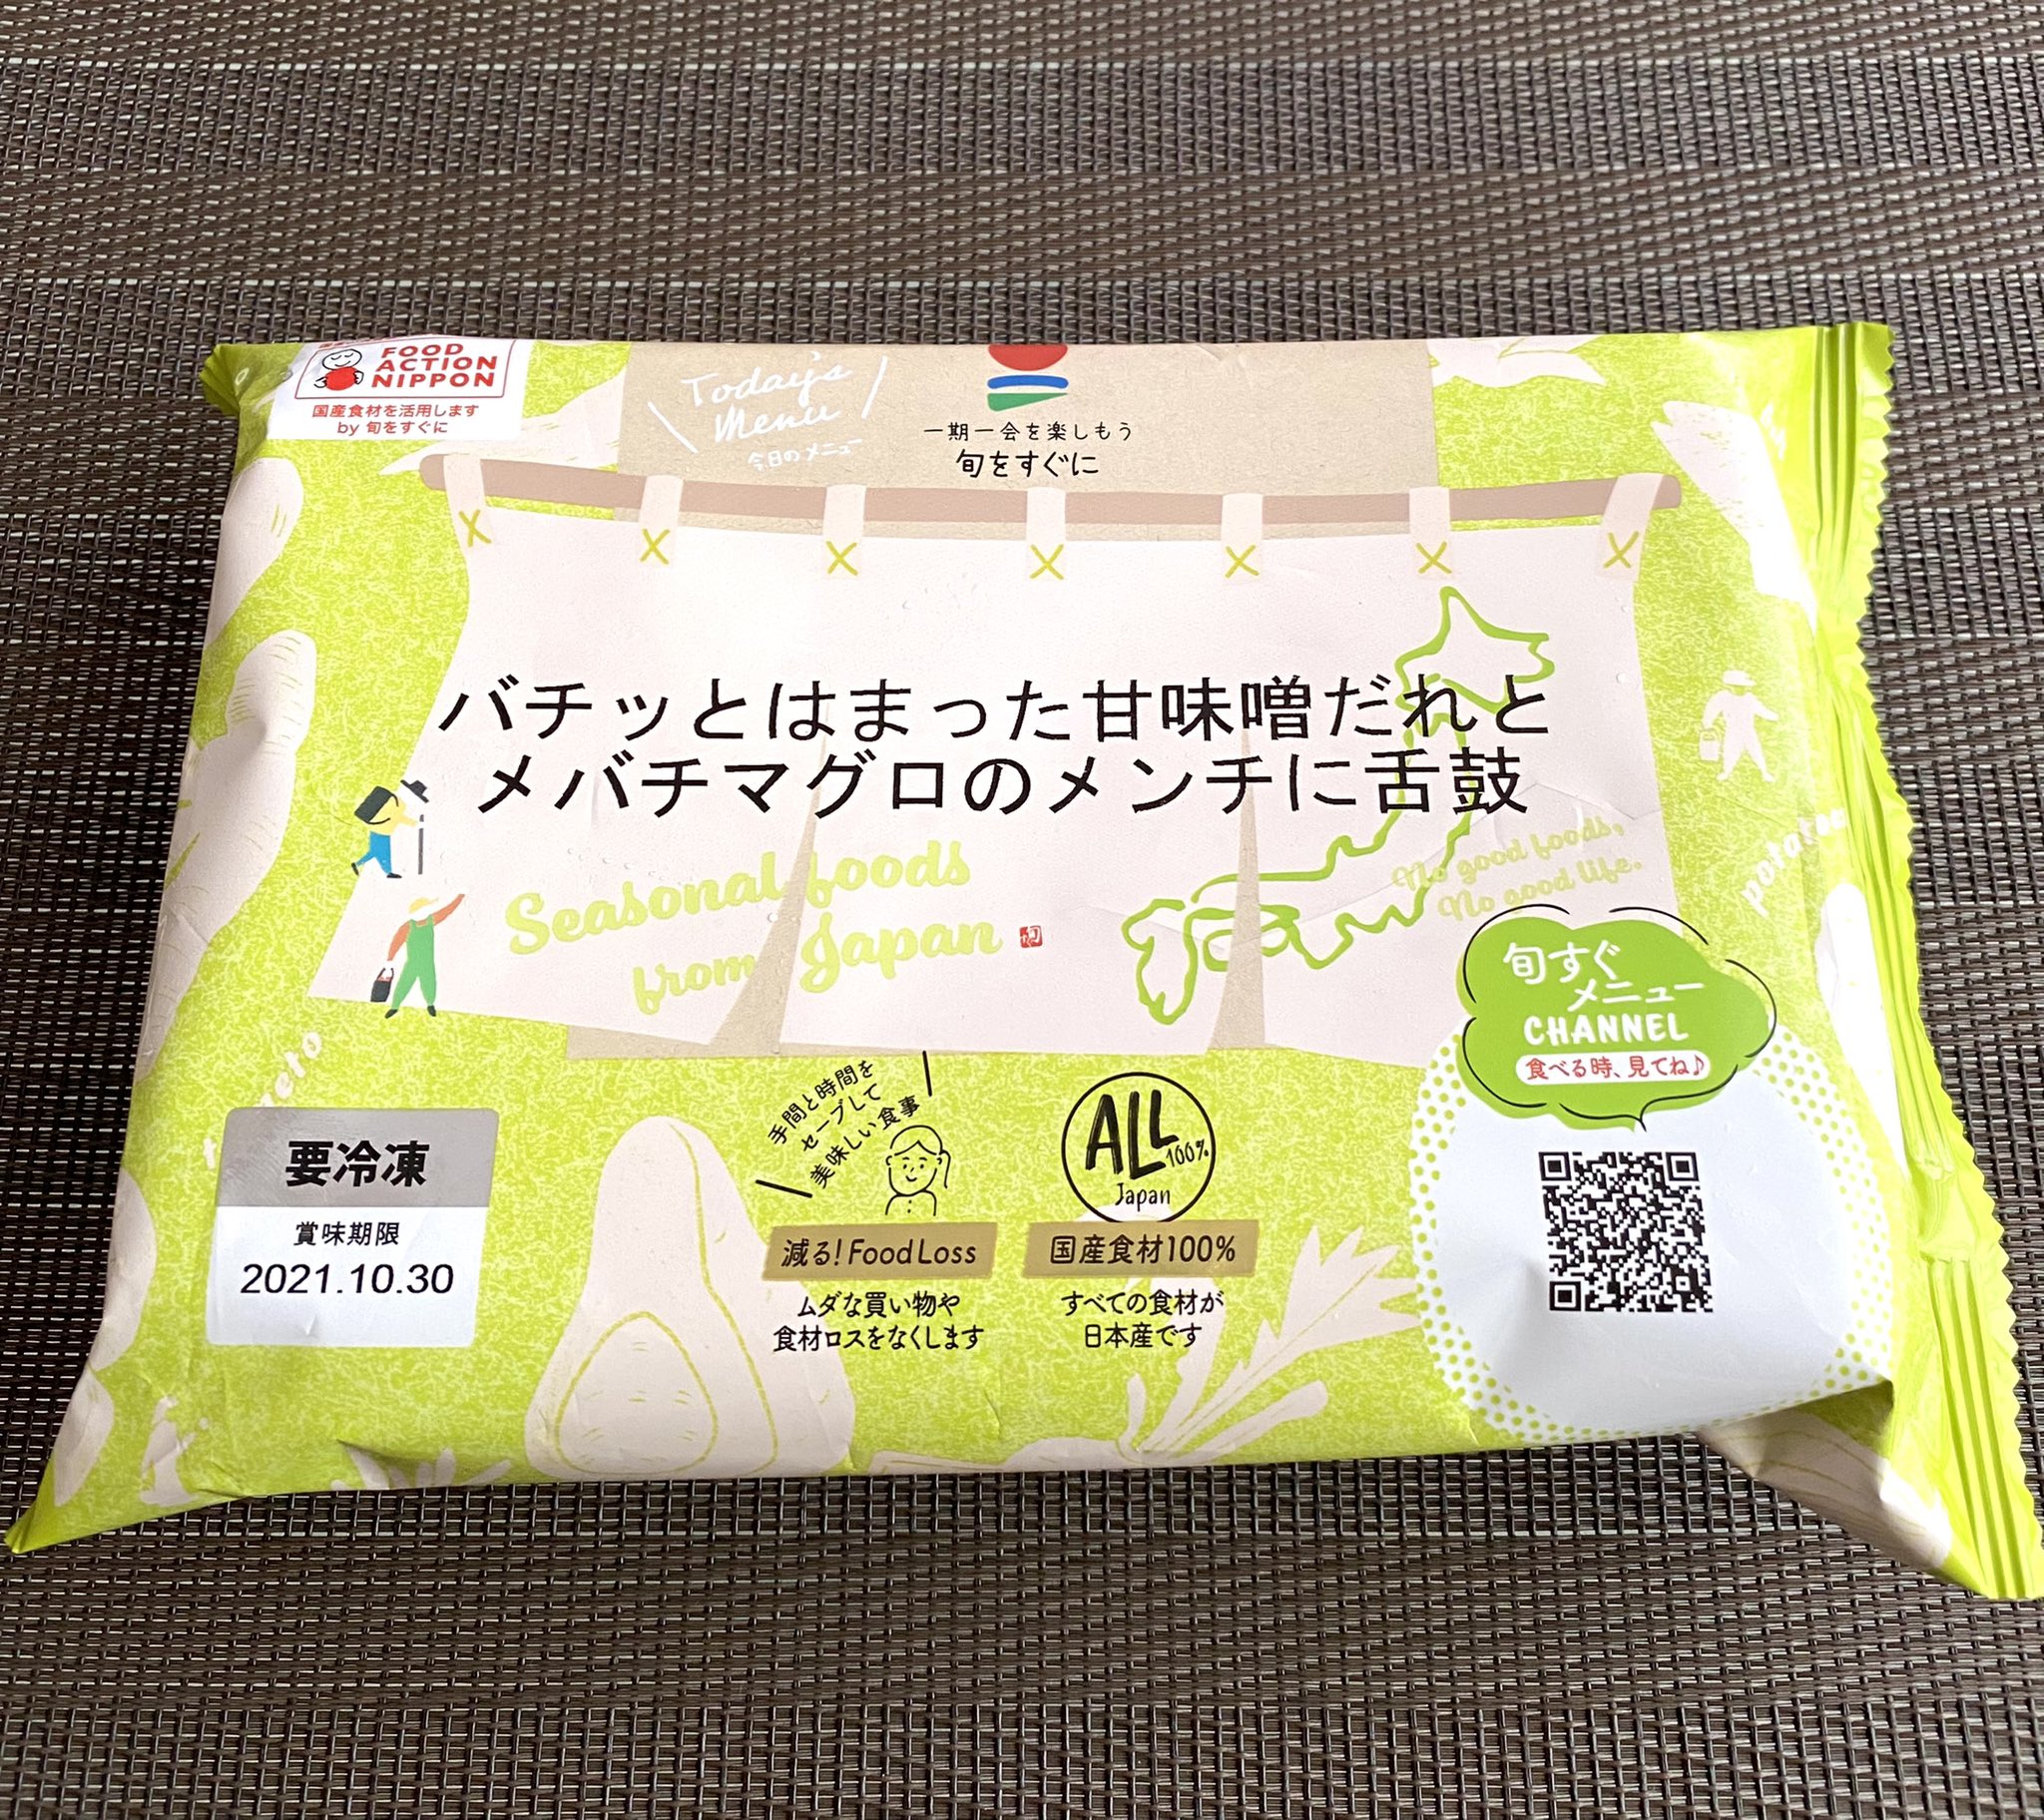 FOOD
ACTION
NIPPON
国産食材を活用します
by 旬をすぐに
Today's
Menu
今日のメニュー
一期一会を楽しもう
旬をすぐに
バチッとはまった甘味噌だれと
メバチマグロのメンチに舌鼓
Seasonal foods
from Japan
旬
No good foods,
No good life.
旬すぐ
メニュー
CHANNEL
食べる時、見てね♪
手間と時間を
セーブして
美味しい食事
減る！Food Loss
ムダな買い物や
食材ロスをなくします
ALL
100%
Japan
国産食材100%
すべての食材が
日本産です
要冷凍
賞味期限
2021.10.30